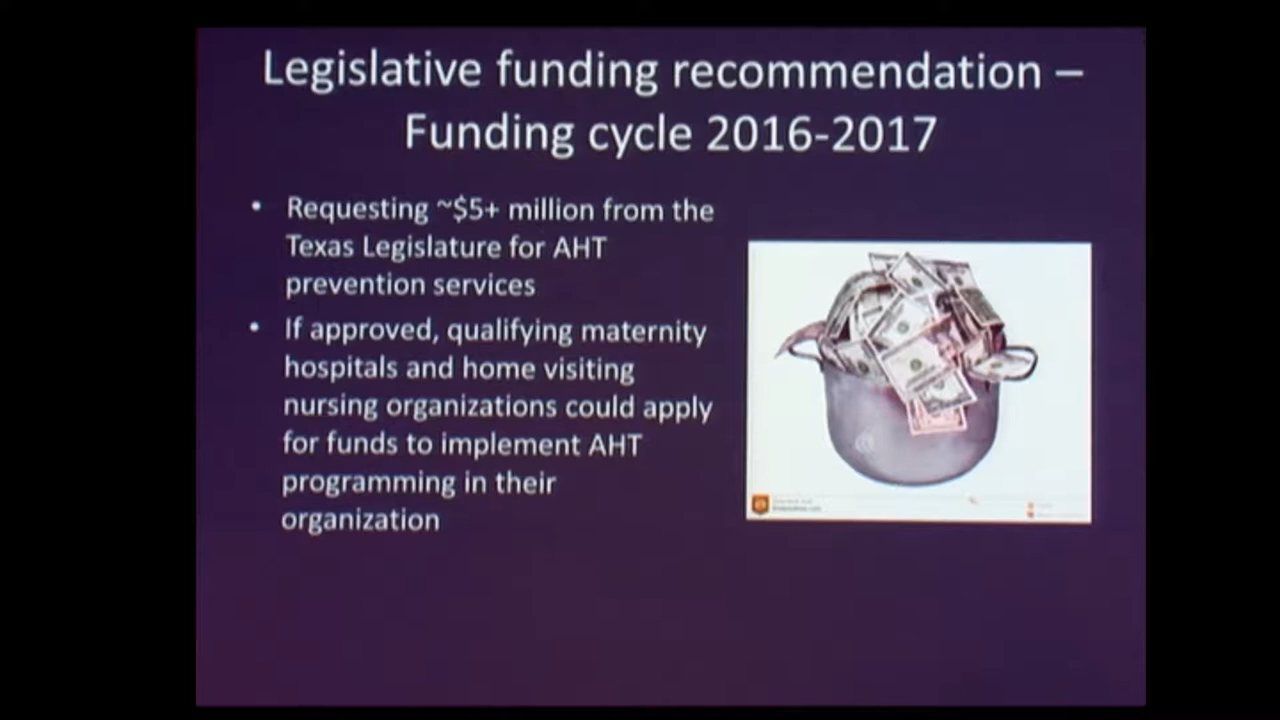 Legislative funding recommendation –
Funding cycle 2016-2017
• Requesting ~$5+ million from the
Texas Legislature for AHT
prevention services
• If approved, qualifying maternity
hospitals and home visiting
nursing organizations could apply
for funds to implement AHT
programming in their
organization